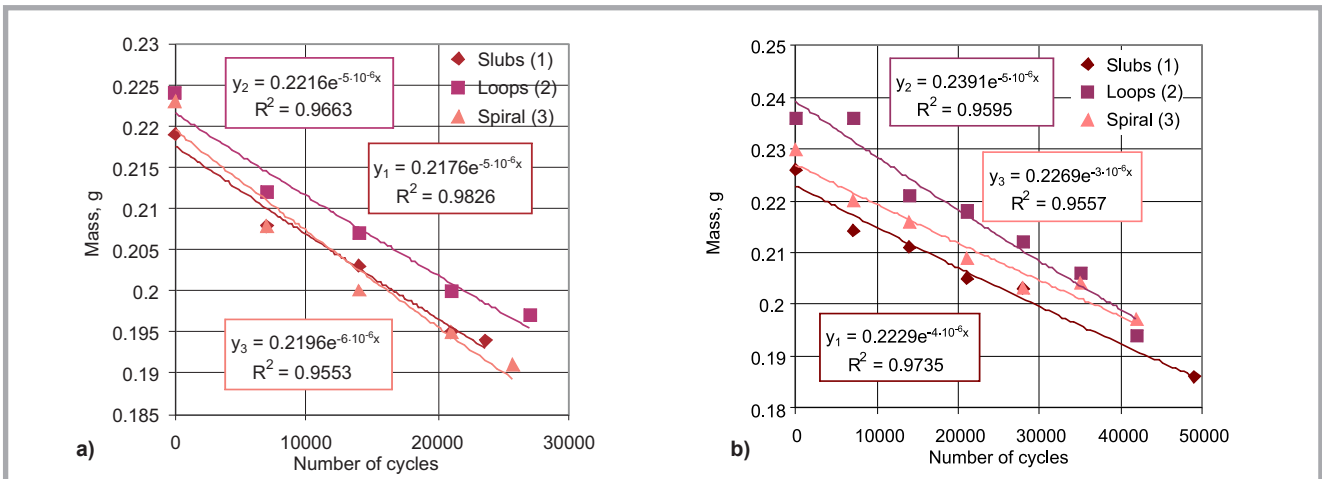 0.23
0.225
0.22
0.215
0.21
0.205
0.2
0.195
0.19
0.185
Mass, g
0
10000
20000
30000
Number of cycles
a)
Slubs (1)
Loops (2)
Spiral (3)
y₂ = 0.2216e⁻⁵·¹⁰⁻⁶ˣ
R² = 0.9663
y₁ = 0.2176e⁻⁵·¹⁰⁻⁶ˣ
R² = 0.9826
y₃ = 0.2196e⁻⁶·¹⁰⁻⁶ˣ
R² = 0.9553
0.25
0.24
0.23
0.22
0.21
0.2
0.19
0.18
Mass, g
0
10000
20000
30000
40000
50000
Number of cycles
b)
Slubs (1)
Loops (2)
Spiral (3)
y₂ = 0.2391e⁻⁵·¹⁰⁻⁶ˣ
R² = 0.9595
y₃ = 0.2269e⁻³·¹⁰⁻⁶ˣ
R² = 0.9557
y₁ = 0.2229e⁻⁴·¹⁰⁻⁶ˣ
R² = 0.9735